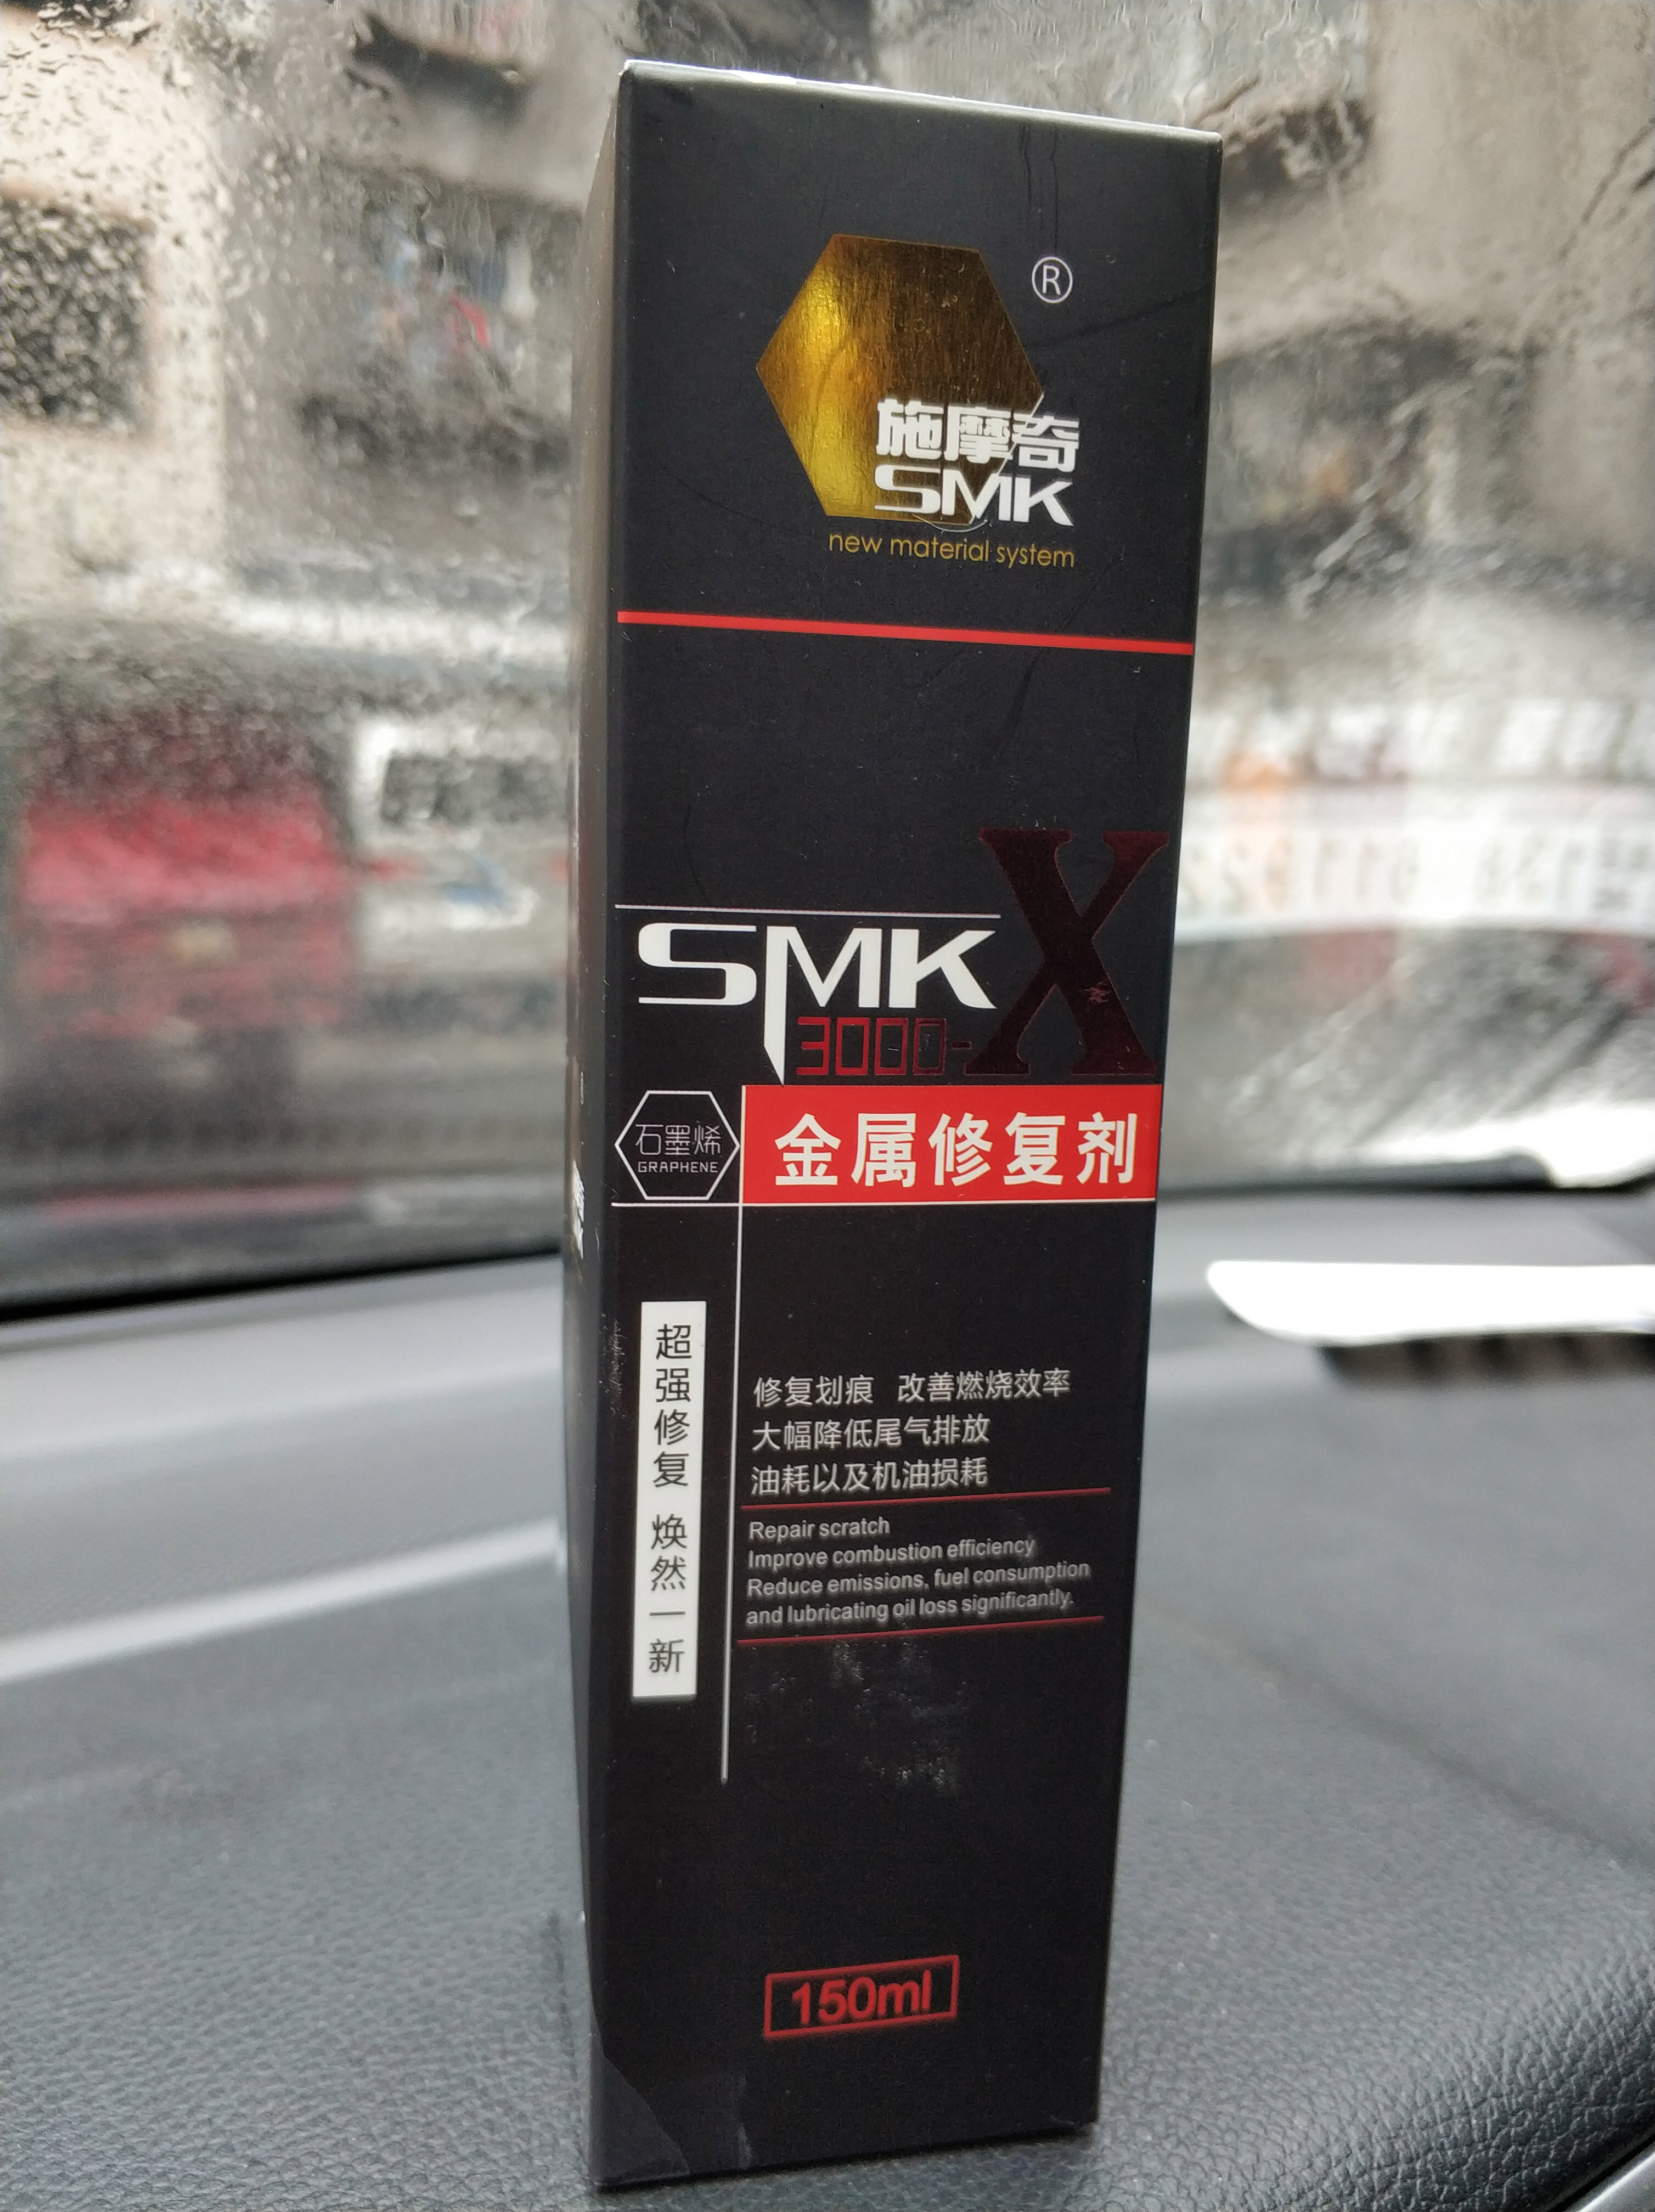 ®
施摩奇
SMK
new material system
SMK X
3000-
石墨烯
GRAPHENE
金属修复剂
超强修复 焕然一新
修复划痕 改善燃烧效率
大幅降低尾气排放
油耗以及机油损耗
Repair scratch
Improve combustion efficiency
Reduce emissions, fuel consumption
and lubricating oil loss significantly.
150ml